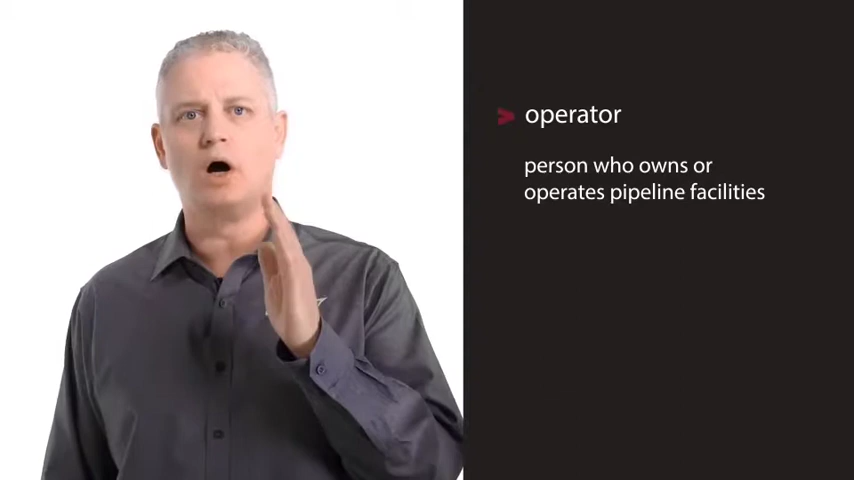 > operator
person who owns or
operates pipeline facilities